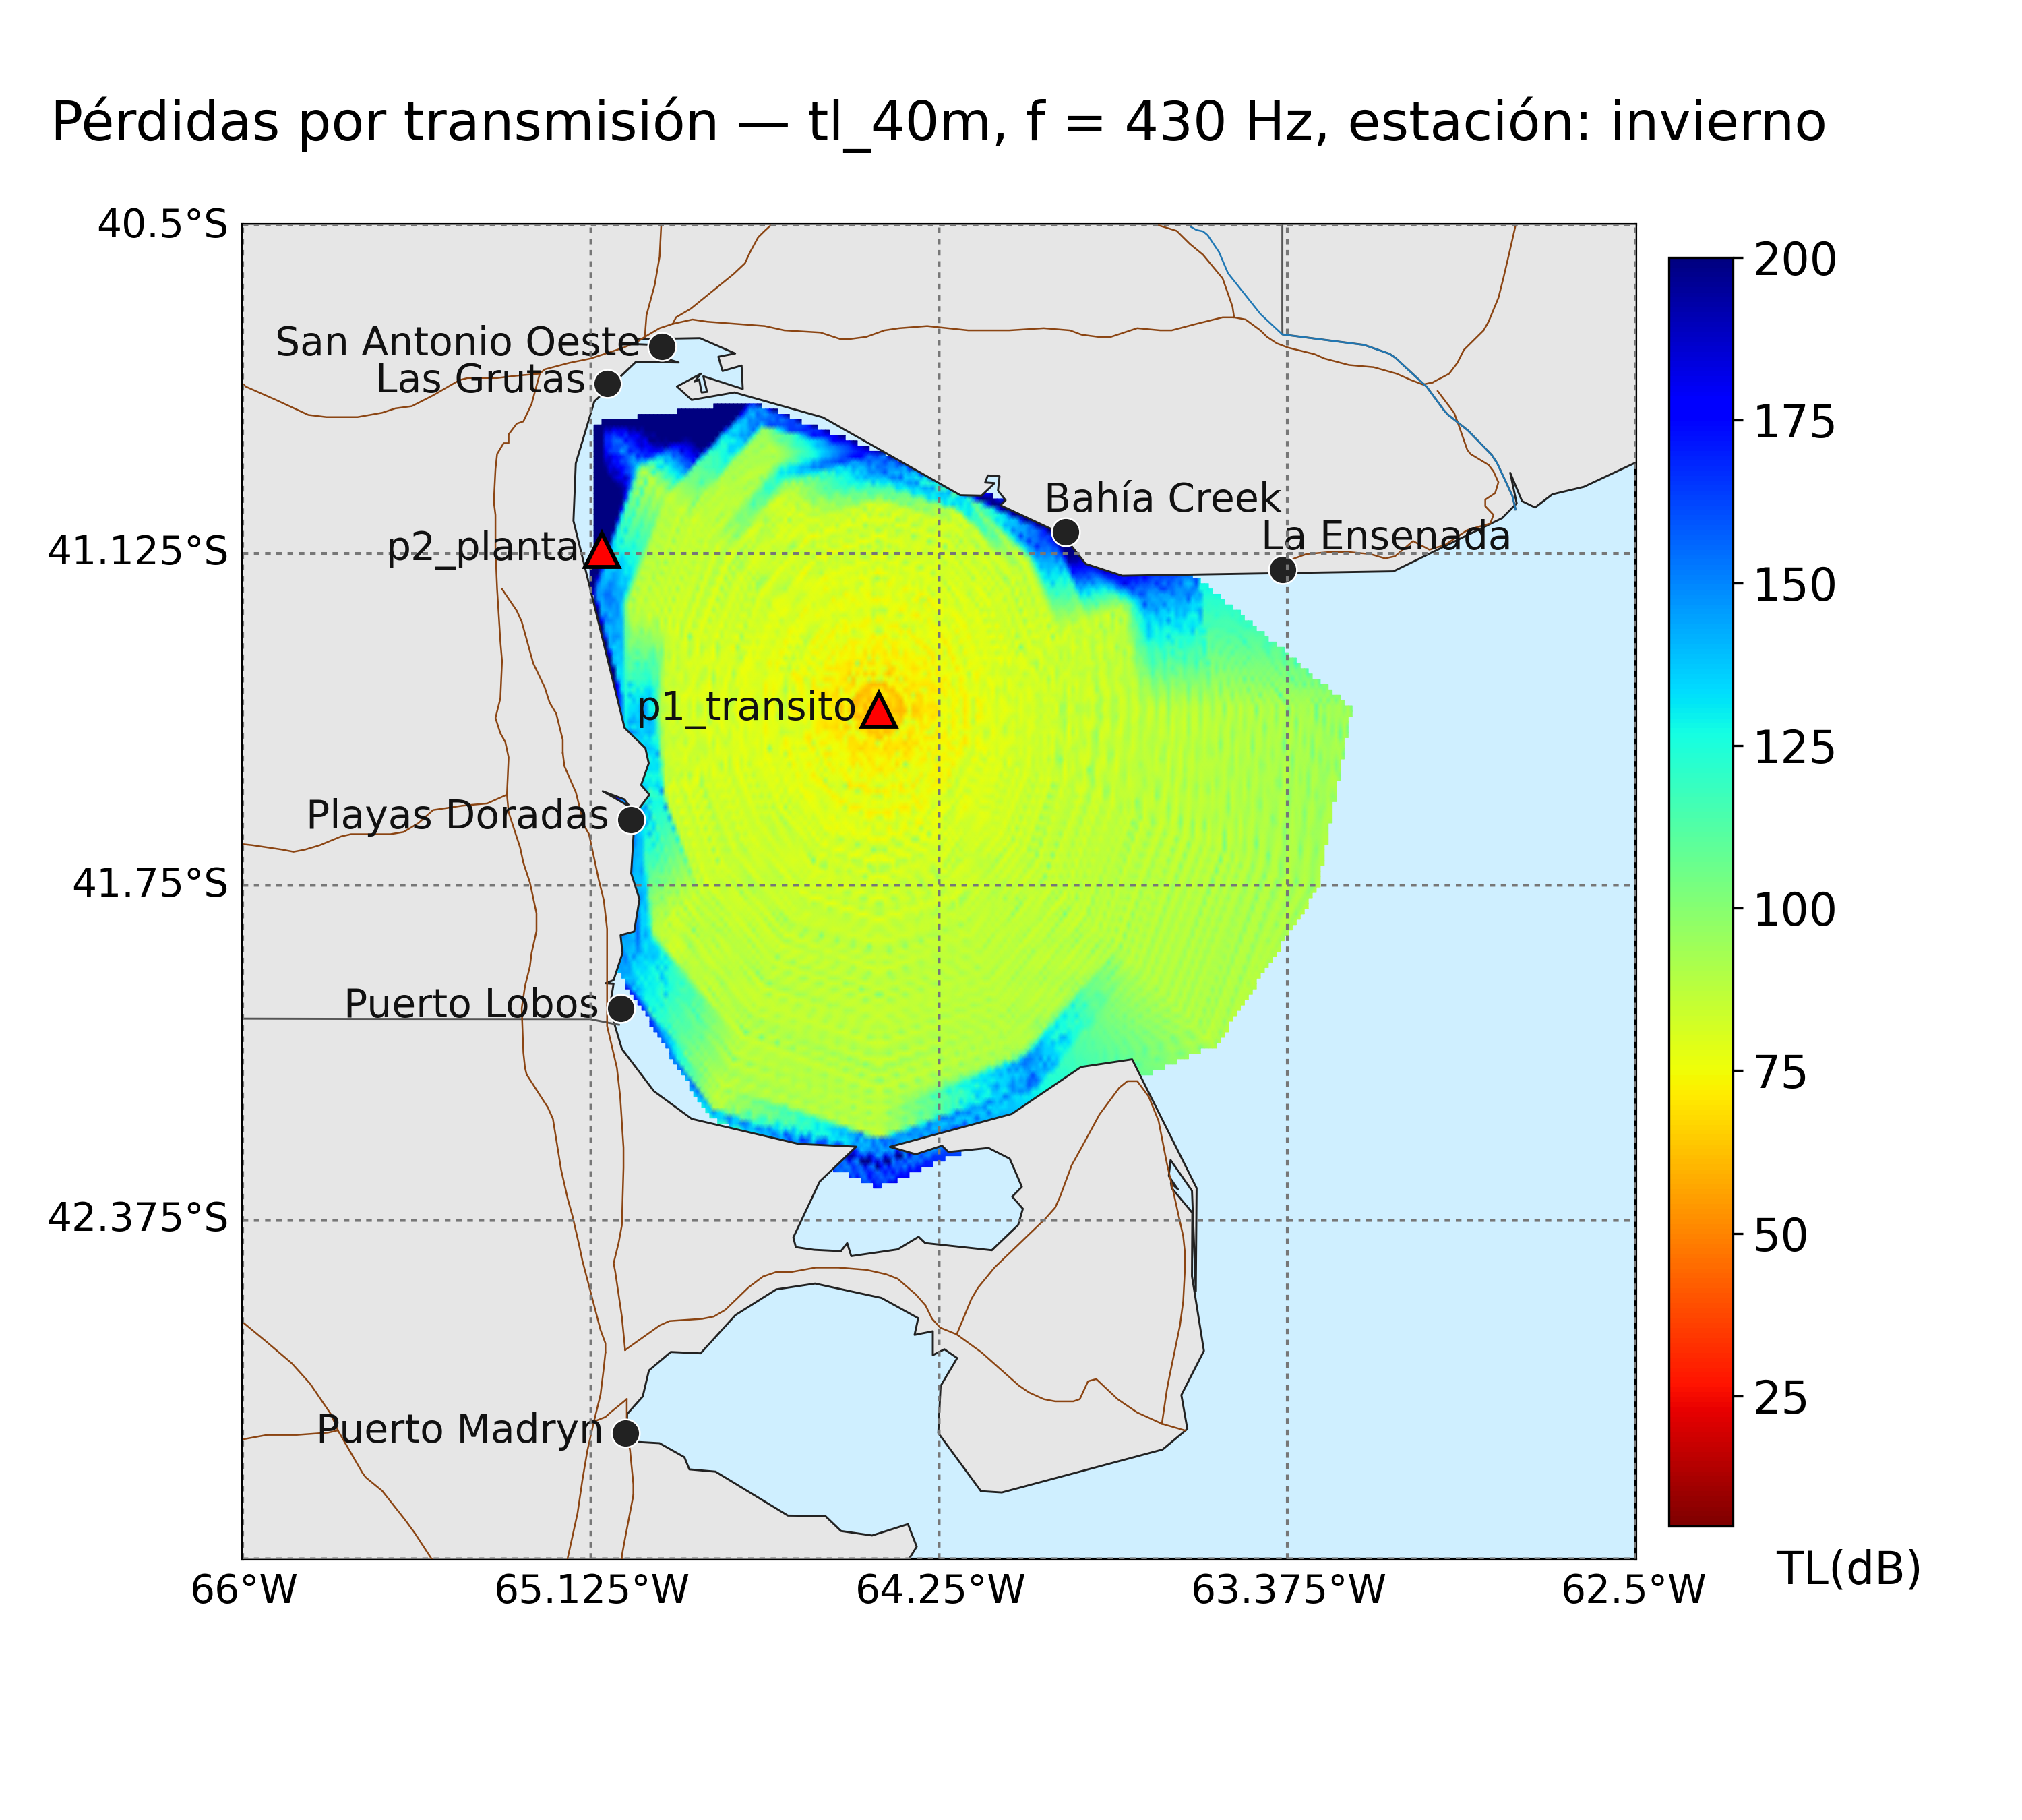 Pérdidas por transmisión — tl_40m, f = 430 Hz, estación: invierno
40.5°S
200
San Antonio Oeste
Las Grutas
175
Bahía Creek
La Ensenada
p2_planta
41.125°S
150
p1_transito
125
Playas Doradas
41.75°S
100
Puerto Lobos
75
42.375°S
50
25
Puerto Madryn
TL(dB)
66°W
65.125°W
64.25°W
63.375°W
62.5°W